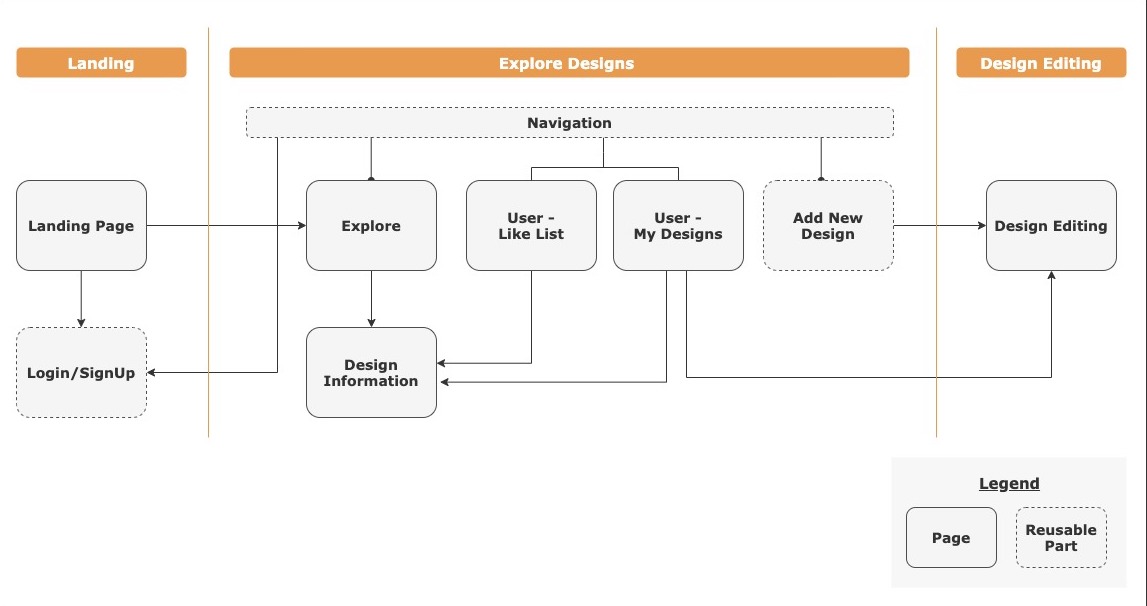 Landing
Explore Designs
Design Editing
Navigation
Landing Page
Explore
User -
Like List
User -
My Designs
Add New
Design
Design Editing
Login/SignUp
Design
Information
Legend
Page
Reusable
Part